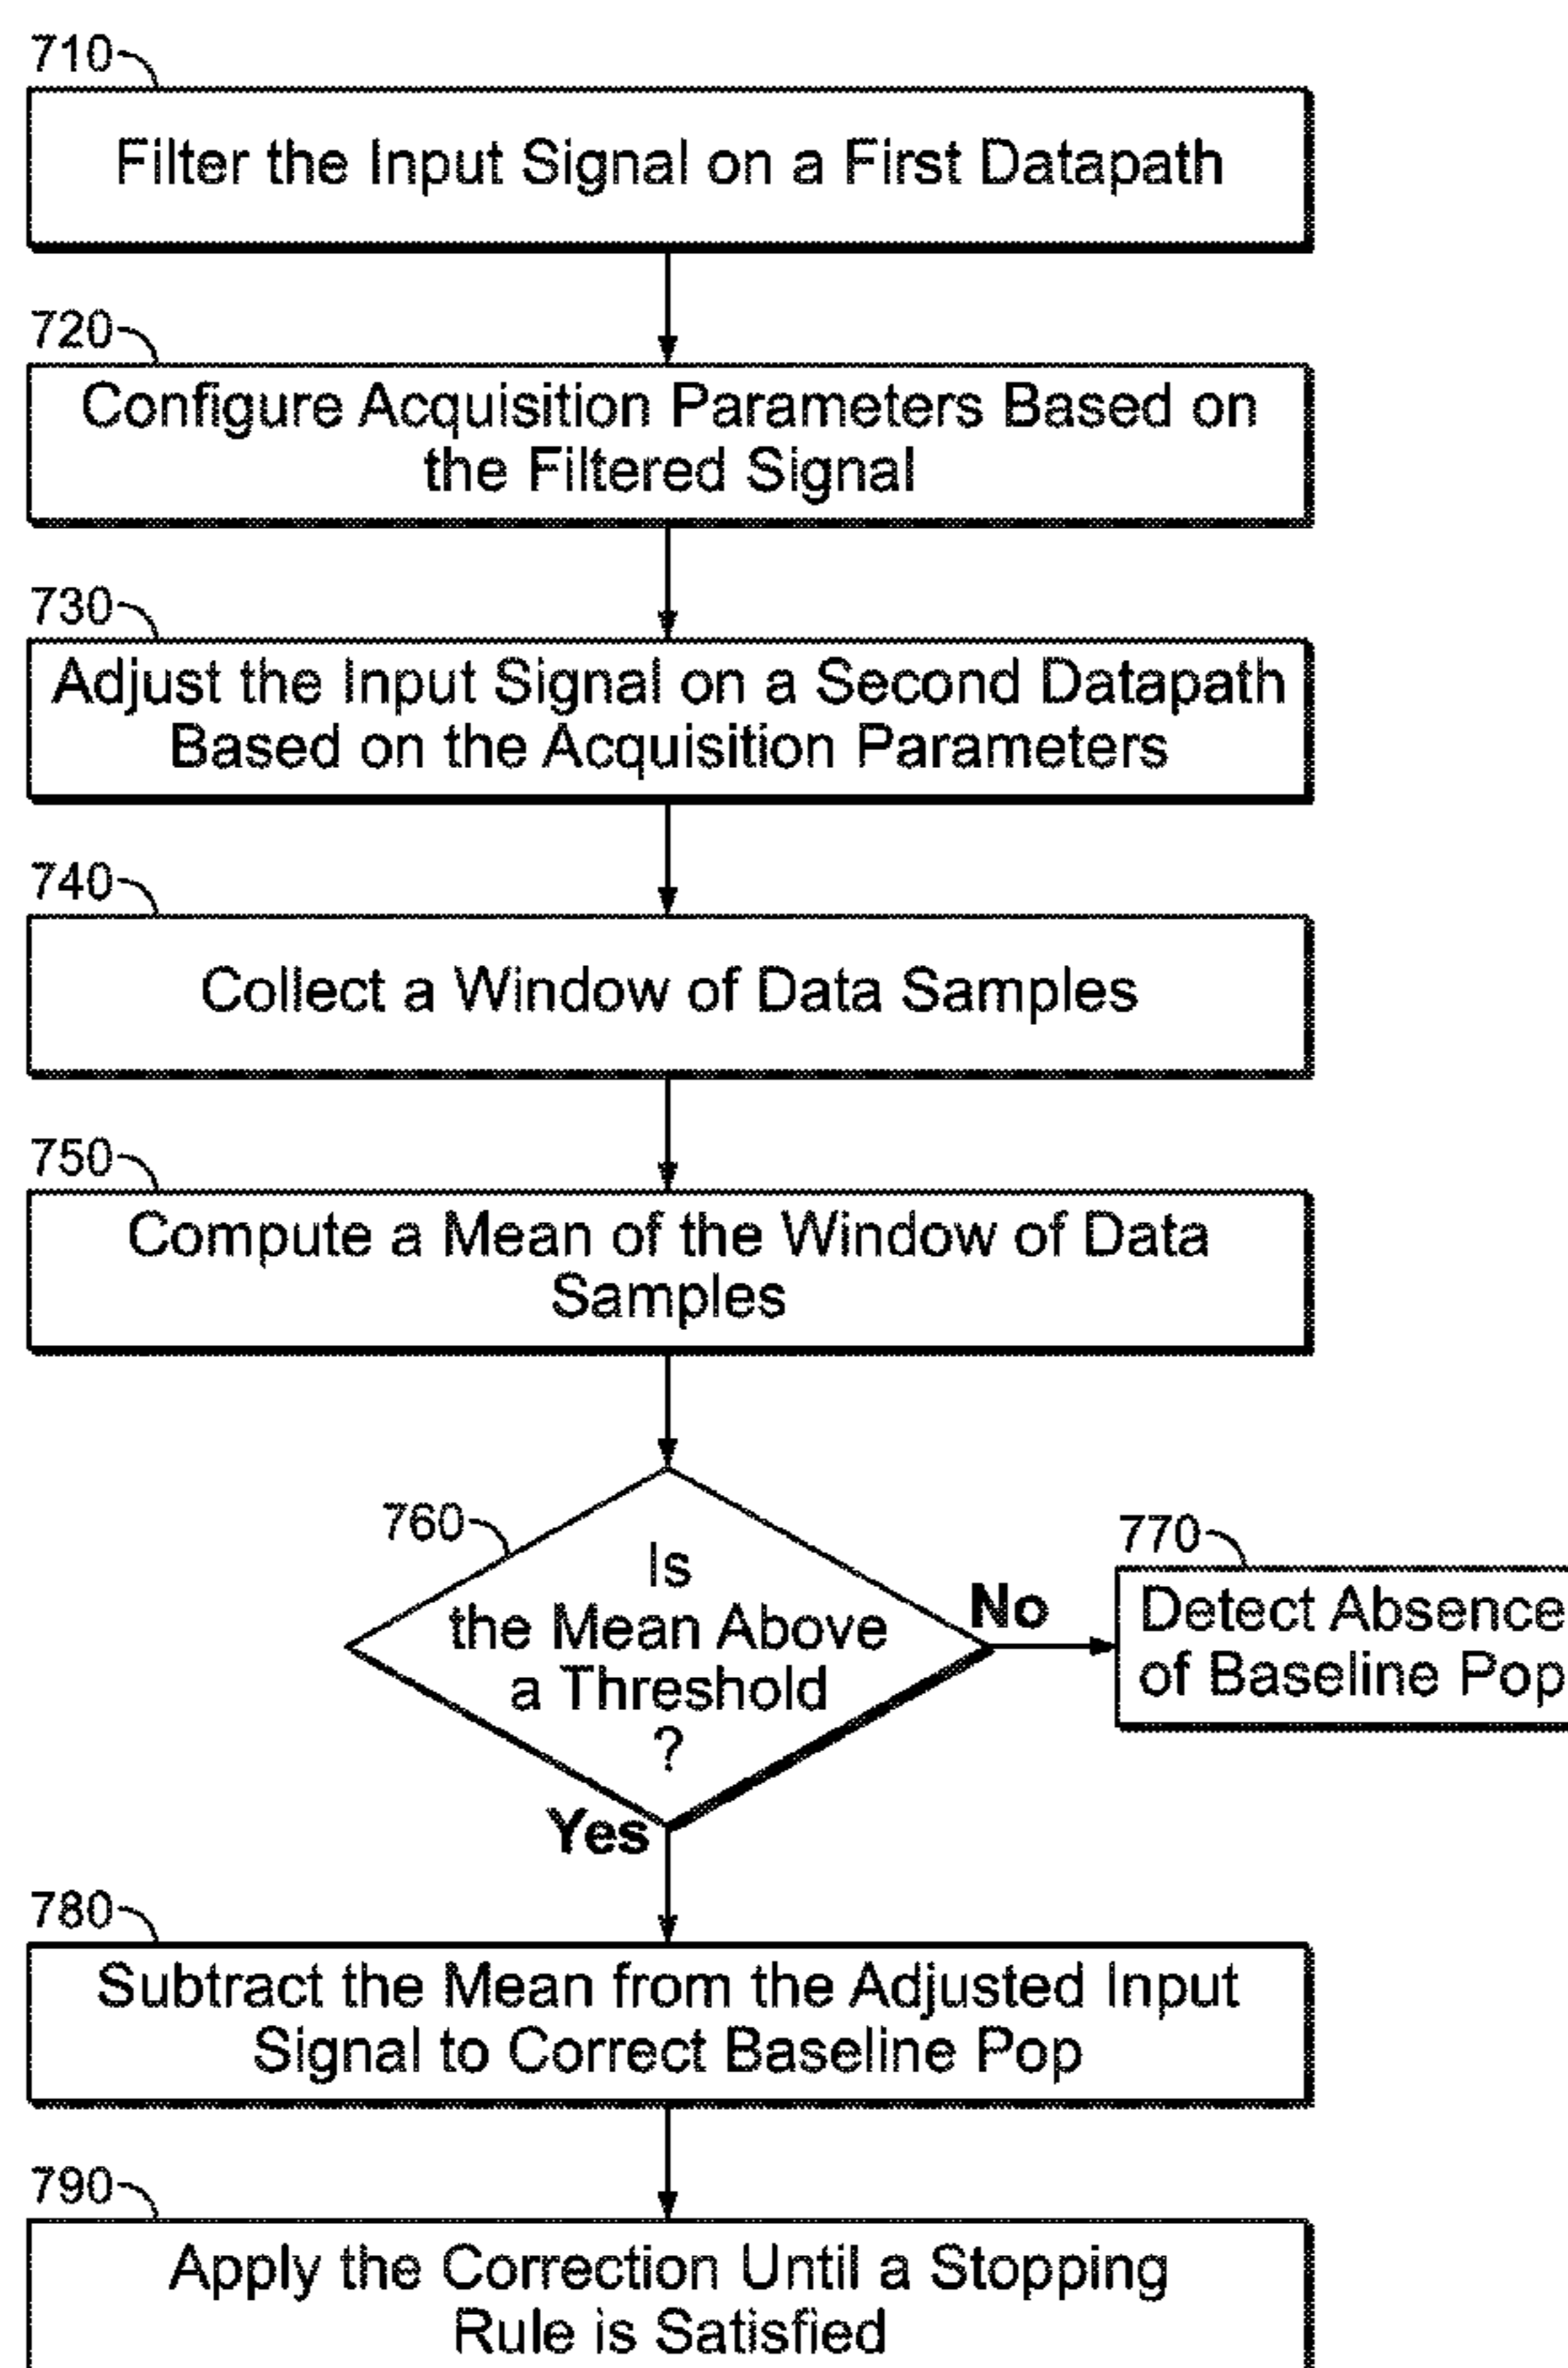 710
Filter the Input Signal on a First Datapath
720
Configure Acquisition Parameters Based on
the Filtered Signal
730
Adjust the Input Signal on a Second Datapath
Based on the Acquisition Parameters
740
Collect a Window of Data Samples
750
Compute a Mean of the Window of Data
Samples
760
Is
the Mean Above
a Threshold
?
No
770
Detect Absence
of Baseline Pop
Yes
780
Subtract the Mean from the Adjusted Input
Signal to Correct Baseline Pop
790
Apply the Correction Until a Stopping
Rule is Satisfied